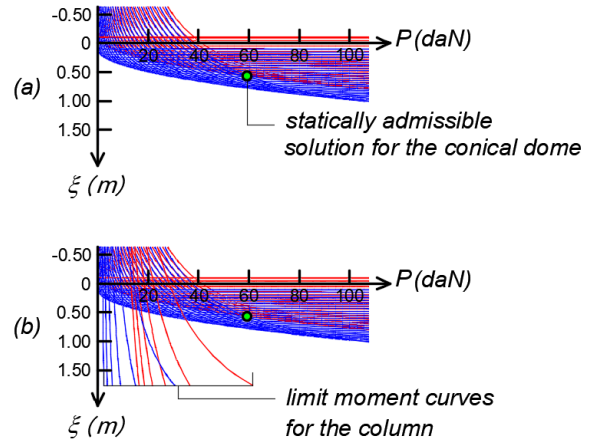 -0.50
0
0.50
1.00
1.50
20 40 60 80 100
P (daN)
(a)
ξ (m)
statically admissible
solution for the conical dome
-0.50
0
0.50
1.00
1.50
20 40 60 80 100
P (daN)
(b)
ξ (m)
limit moment curves
for the column